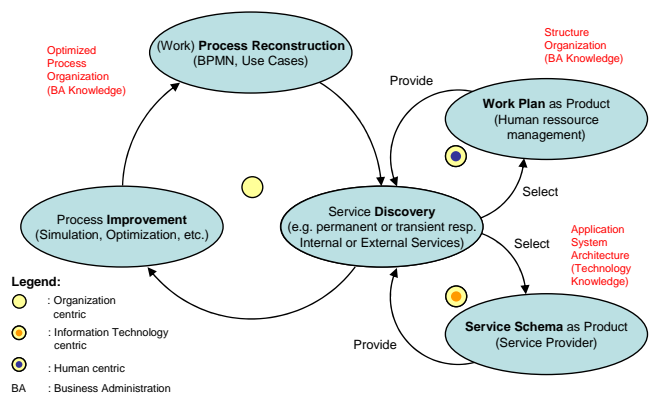 Optimized
Process
Organization
(BA Knowledge)
(Work) Process Reconstruction
(BPMN, Use Cases)
Structure
Organization
(BA Knowledge)
Provide
Work Plan as Product
(Human ressource
management)
Select
Process Improvement
(Simulation, Optimization, etc.)
Service Discovery
(e.g. permanent or transient resp.
Internal or External Services)
Select
Application
System
Architecture
(Technology
Knowledge)
Service Schema as Product
(Service Provider)
Provide
Legend:
: Organization
centric
: Information Technology
centric
: Human centric
BA : Business Administration